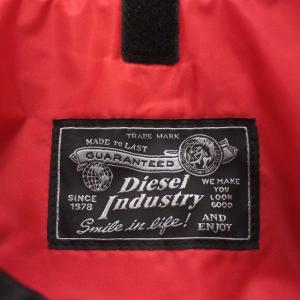 TRADE MARK
MADE TO LAST
GUARANTEED
Diesel
Industry
SINCE
1978
WE MAKE
YOU
LOOK
GOOD
AND
ENJOY
Smile in life!